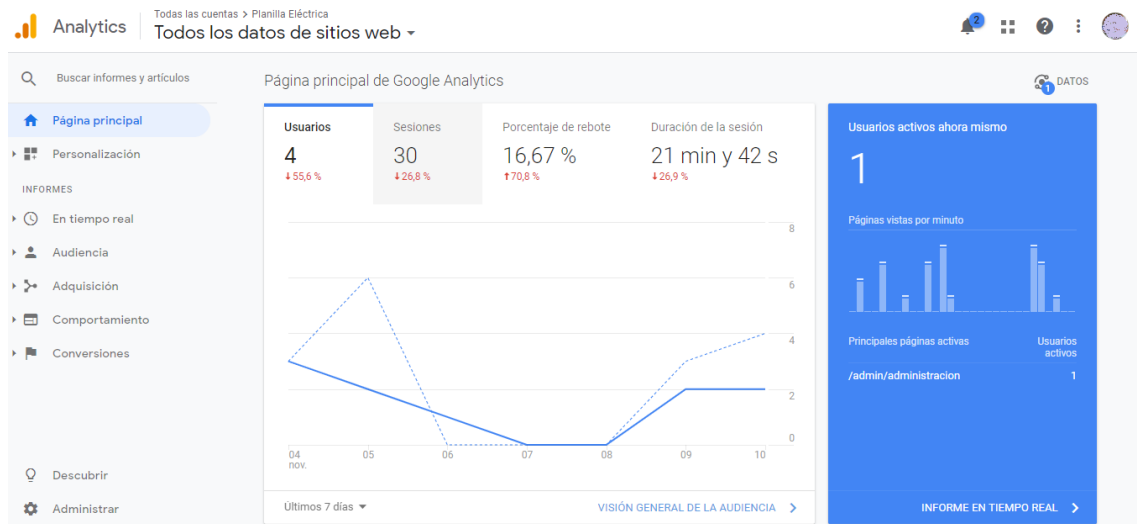 Analytics
Todas las cuentas > Planilla Eléctrica
Todos los datos de sitios web
2
Buscar informes y artículos
Página principal
Personalización
INFORMES
En tiempo real
Audiencia
Adquisición
Comportamiento
Conversiones
Descubrir
Administrar
Página principal de Google Analytics
1 DATOS
Usuarios
4
↓55,6 %
Sesiones
30
↓26,8 %
Porcentaje de rebote
16,67 %
↑70,8 %
Duración de la sesión
21 min y 42 s
↓26,9 %
8
6
4
2
0
04 nov.
05
06
07
08
09
10
Últimos 7 días
VISIÓN GENERAL DE LA AUDIENCIA
Usuarios activos ahora mismo
1
Páginas vistas por minuto
Principales páginas activas
Usuarios activos
/admin/administracion 1
INFORME EN TIEMPO REAL